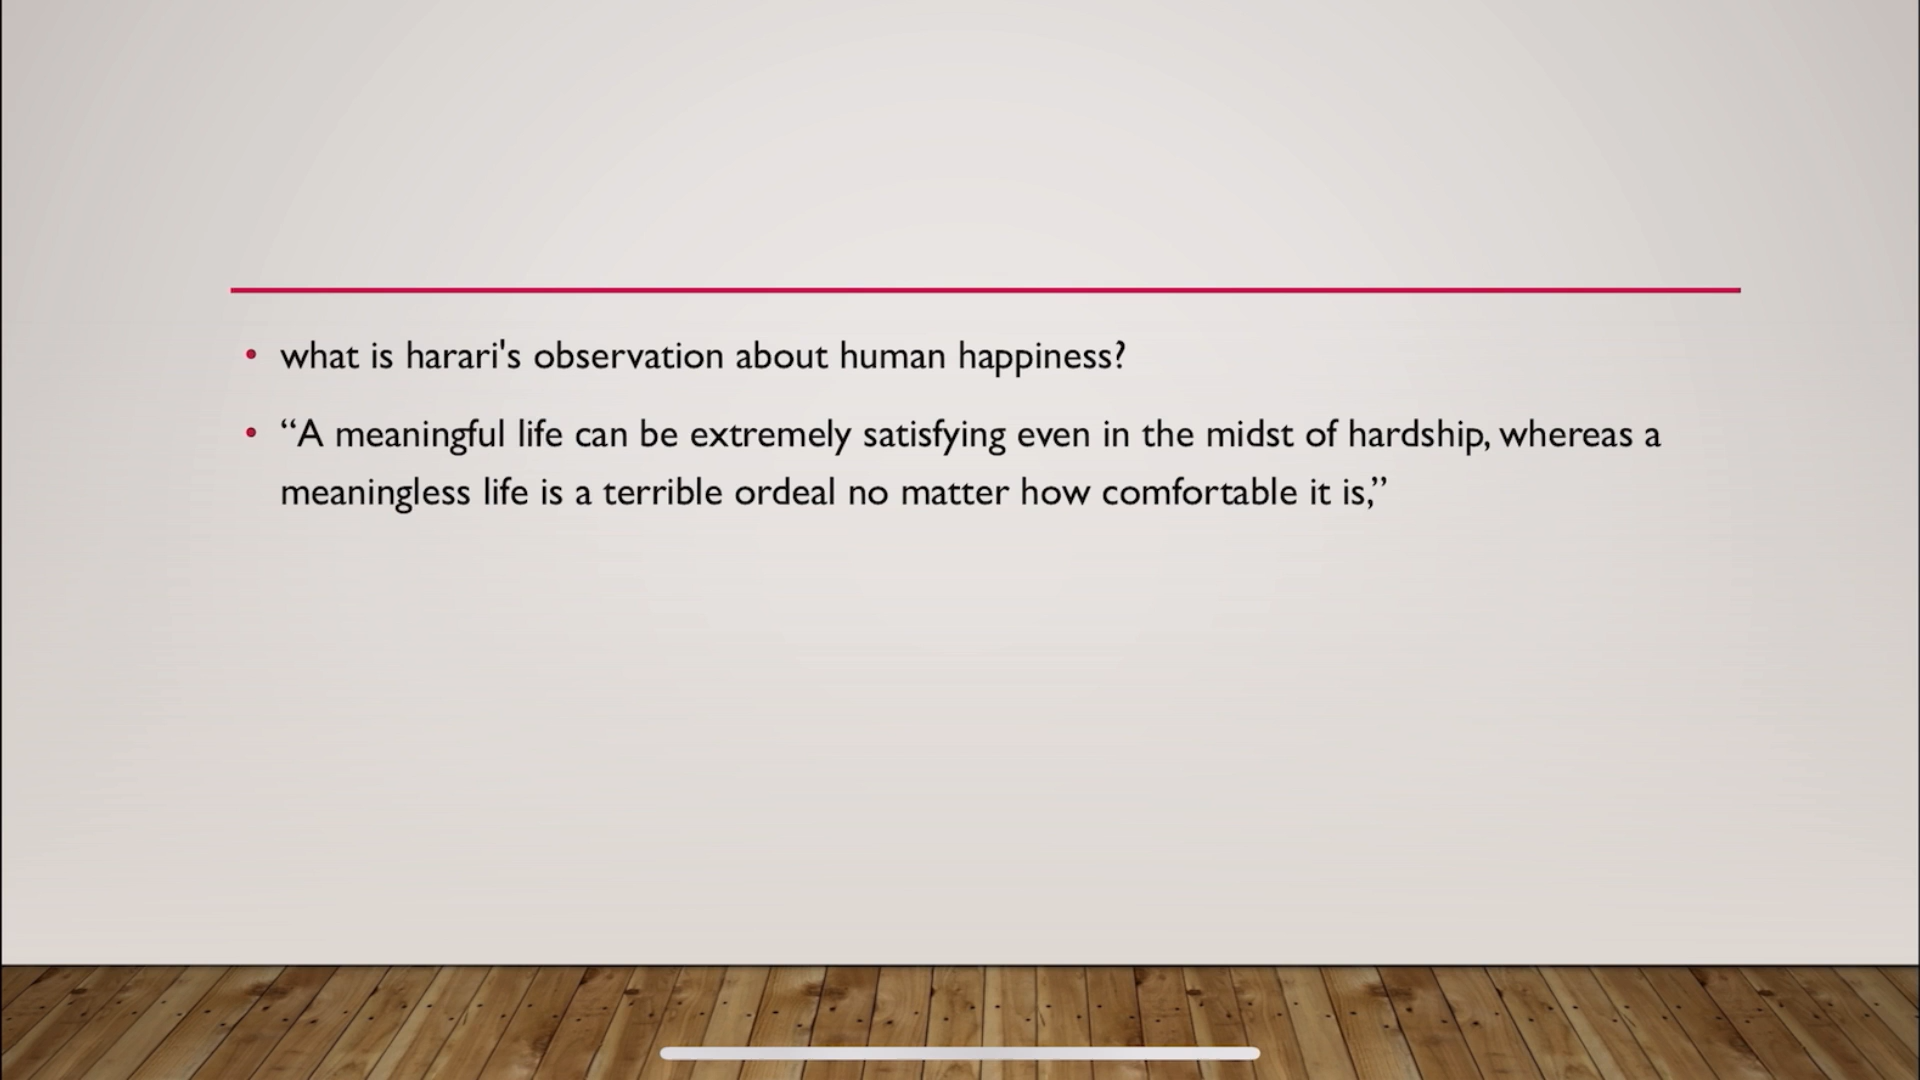 • what is harari's observation about human happiness?
• “A meaningful life can be extremely satisfying even in the midst of hardship, whereas a
meaningless life is a terrible ordeal no matter how comfortable it is,”